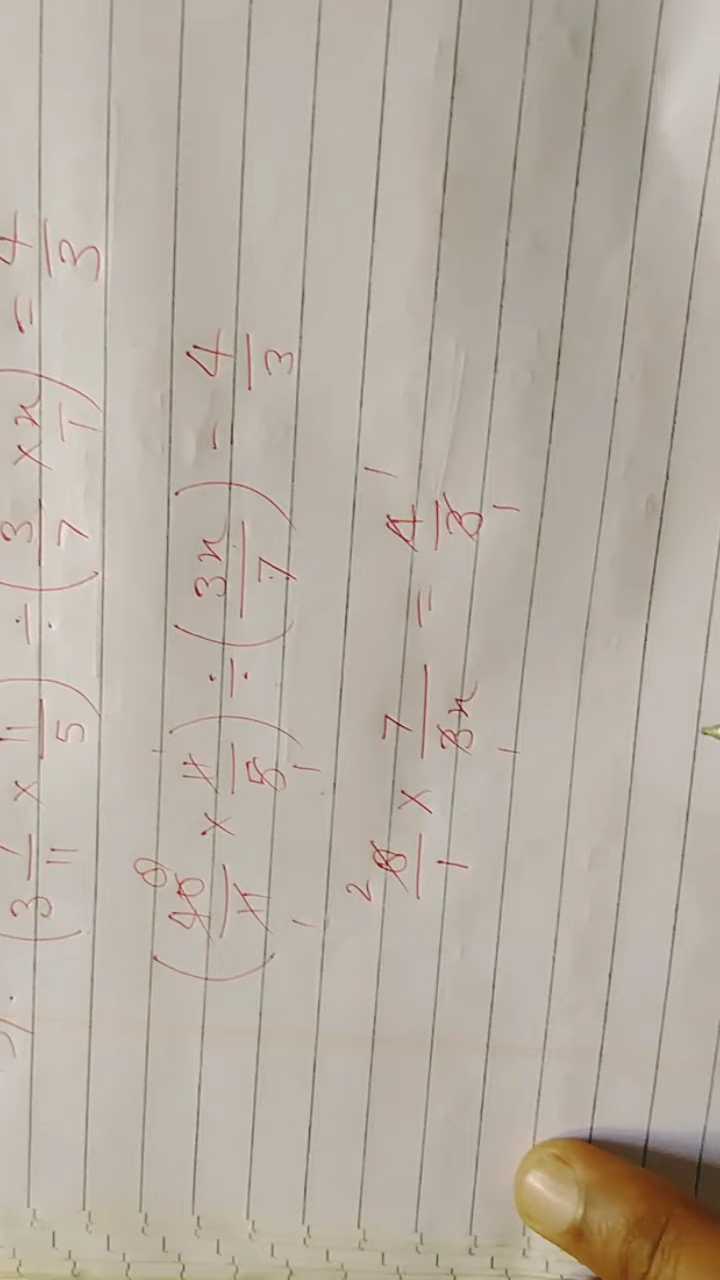 (3 1/11 × 11/5) ÷ (3/7 × x/1) = 4/3
(40/11 × 11/5) ÷ (3x/7) = 4/3
8/1 × 7/3x = 4/3